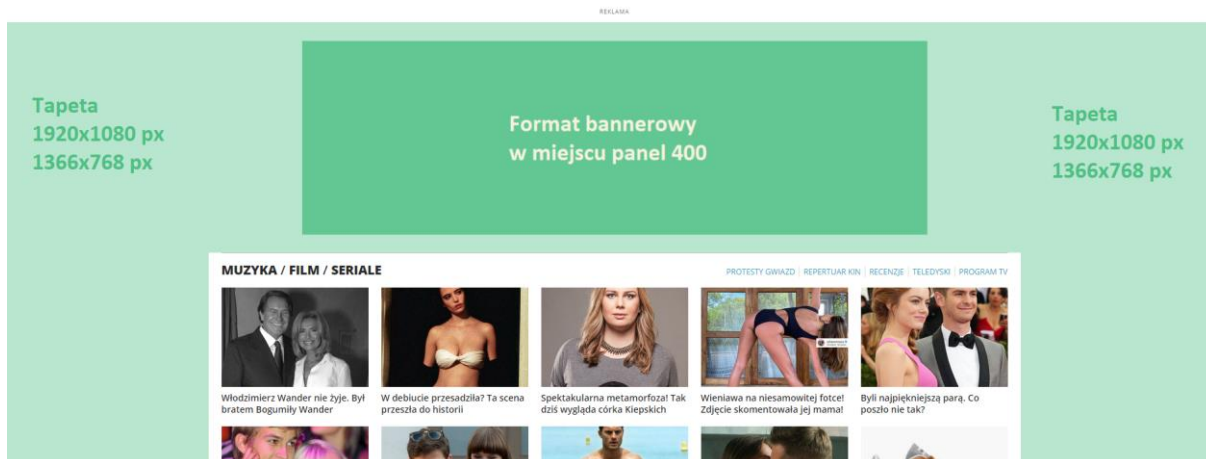 REKLAMA
Tapeta
1920x1080 px
1366x768 px
Format bannerowy
w miejscu panel 400
Tapeta
1920x1080 px
1366x768 px
MUZYKA / FILM / SERIALE
PROTESTY GWIAZD | REPERTUAR KIN | RECENZJE | TELEDYSKI | PROGRAM TV
Włodzimierz Wander nie żyje. Był
bratem Bogumiły Wander
W debiucie przesadziła? Ta scena
przeszła do historii
Spektakularna metamorfoza! Tak
dziś wygląda córka Kiepskich
Wieniawa na niesamowitej fotce!
Zdjęcie skomentowała jej mama!
Byli najpiękniejszą parą. Co
poszło nie tak?